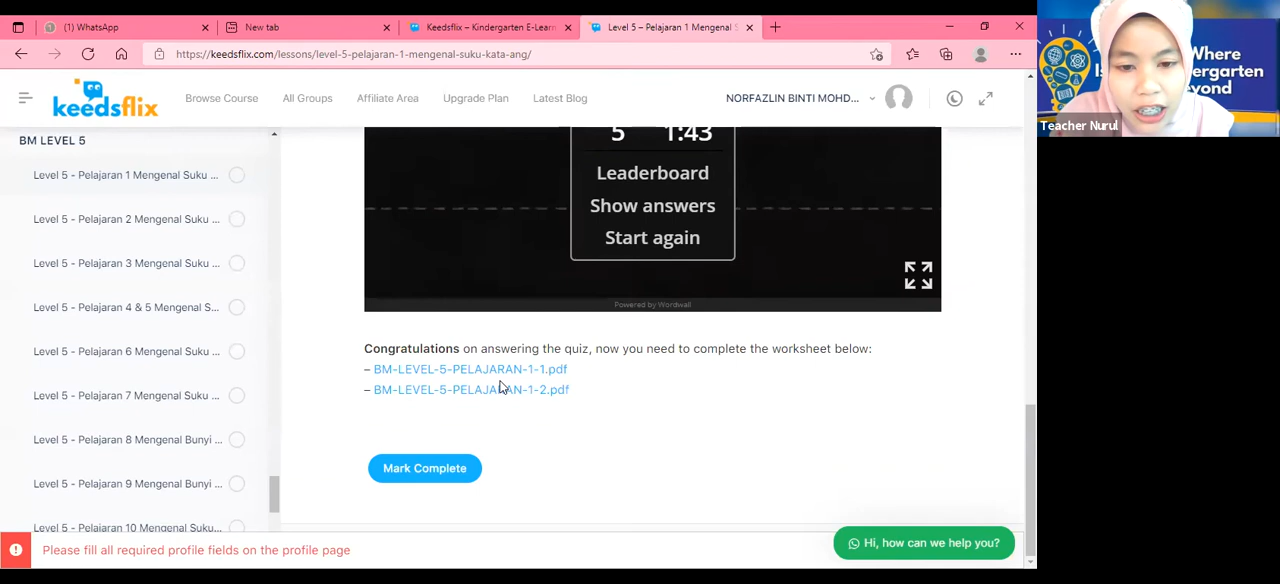 (1) WhatsApp
New tab
Keedsflix – Kindergarten E-Learn
Level 5 – Pelajaran 1 Mengenal S
https://keedsflix.com/lessons/level-5-pelajaran-1-mengenal-suku-kata-ang/
keedsflix
Browse Course
All Groups
Affiliate Area
Upgrade Plan
Latest Blog
NORFAZLIN BINTI MOHD...
Where
Is
ergarten
eyond
Teacher Nurul
BM LEVEL 5
Level 5 - Pelajaran 1 Mengenal Suku ...
Level 5 - Pelajaran 2 Mengenal Suku ...
Level 5 - Pelajaran 3 Mengenal Suku ...
Level 5 - Pelajaran 4 & 5 Mengenal S...
Level 5 - Pelajaran 6 Mengenal Suku ...
Level 5 - Pelajaran 7 Mengenal Suku ...
Level 5 - Pelajaran 8 Mengenal Bunyi ...
Level 5 - Pelajaran 9 Mengenal Bunyi ...
Level 5 - Pelajaran 10 Mengenal Suku...
5 1:43
Leaderboard
Show answers
Start again
Powered by Wordwall
Congratulations on answering the quiz, now you need to complete the worksheet below:
– BM-LEVEL-5-PELAJARAN-1-1.pdf
– BM-LEVEL-5-PELAJARAN-1-2.pdf
Mark Complete
Please fill all required profile fields on the profile page
Hi, how can we help you?